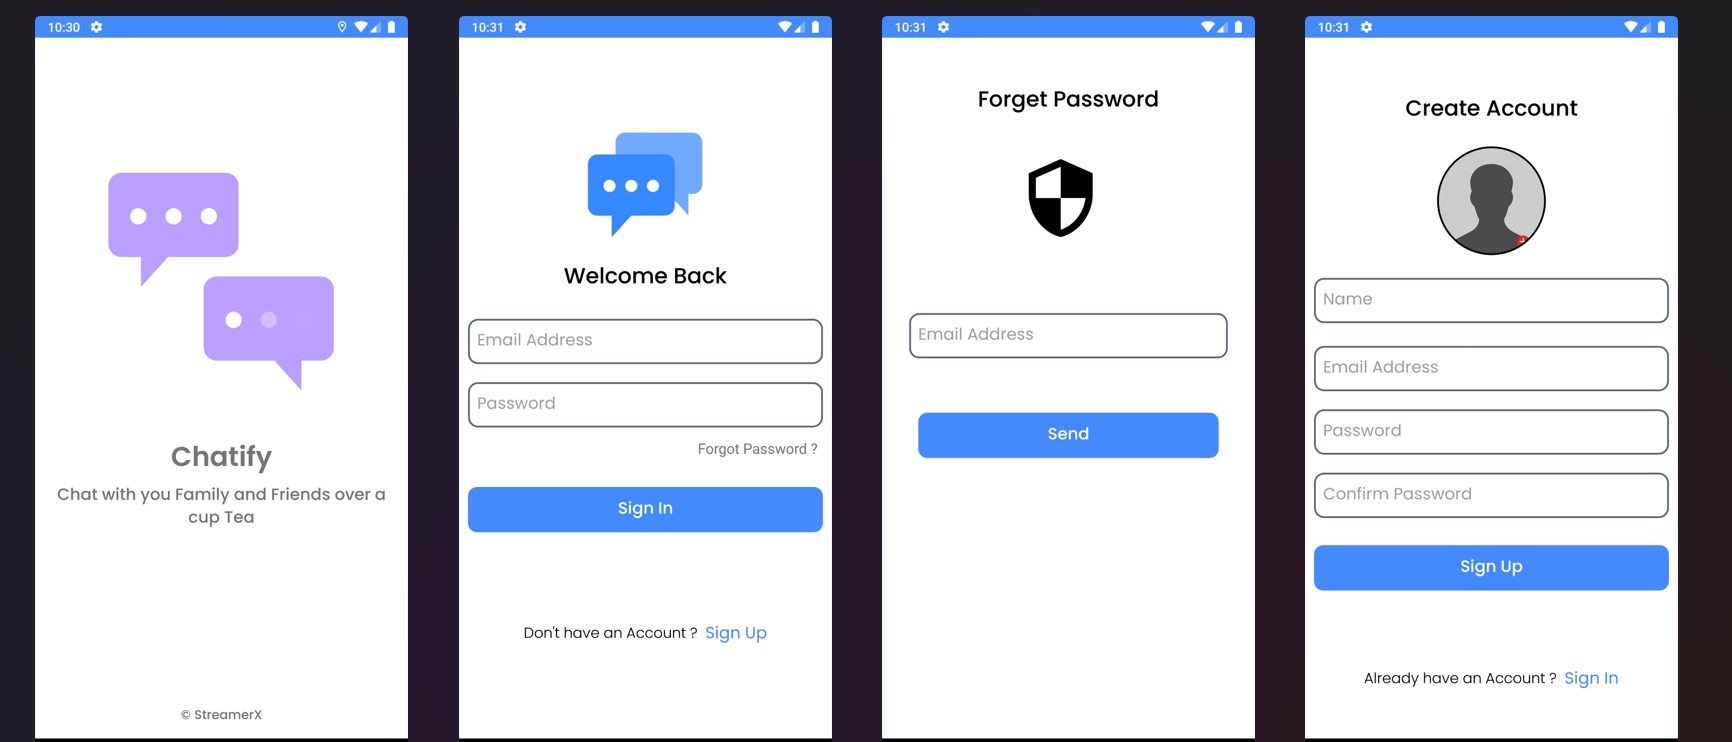 10:30
Chatify
Chat with you Family and Friends over a
cup Tea
© StreamerX
10:31
Welcome Back
Email Address
Password
Forgot Password ?
Sign In
Don't have an Account ? Sign Up
10:31
Forget Password
Email Address
Send
10:31
Create Account
Name
Email Address
Password
Confirm Password
Sign Up
Already have an Account ? Sign In